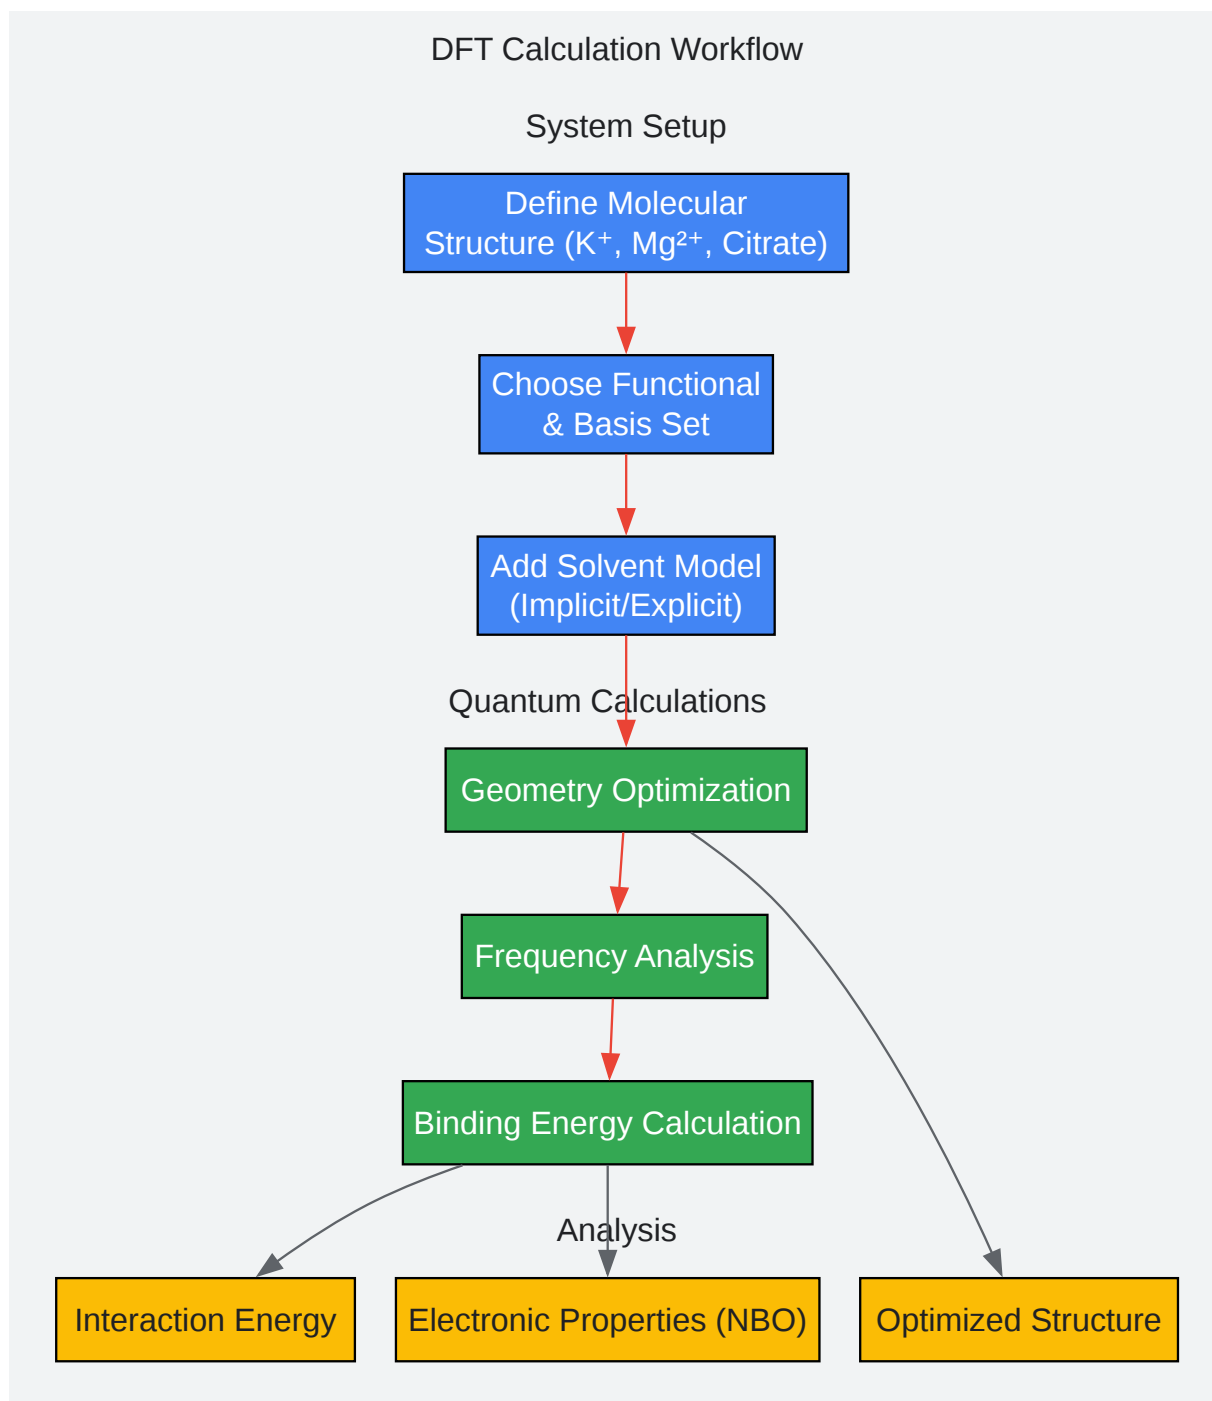 DFT Calculation Workflow
System Setup
Define Molecular
Structure (K⁺, Mg²⁺, Citrate)
Choose Functional
& Basis Set
Add Solvent Model
(Implicit/Explicit)
Quantum Calculations
Geometry Optimization
Frequency Analysis
Binding Energy Calculation
Analysis
Interaction Energy
Electronic Properties (NBO)
Optimized Structure